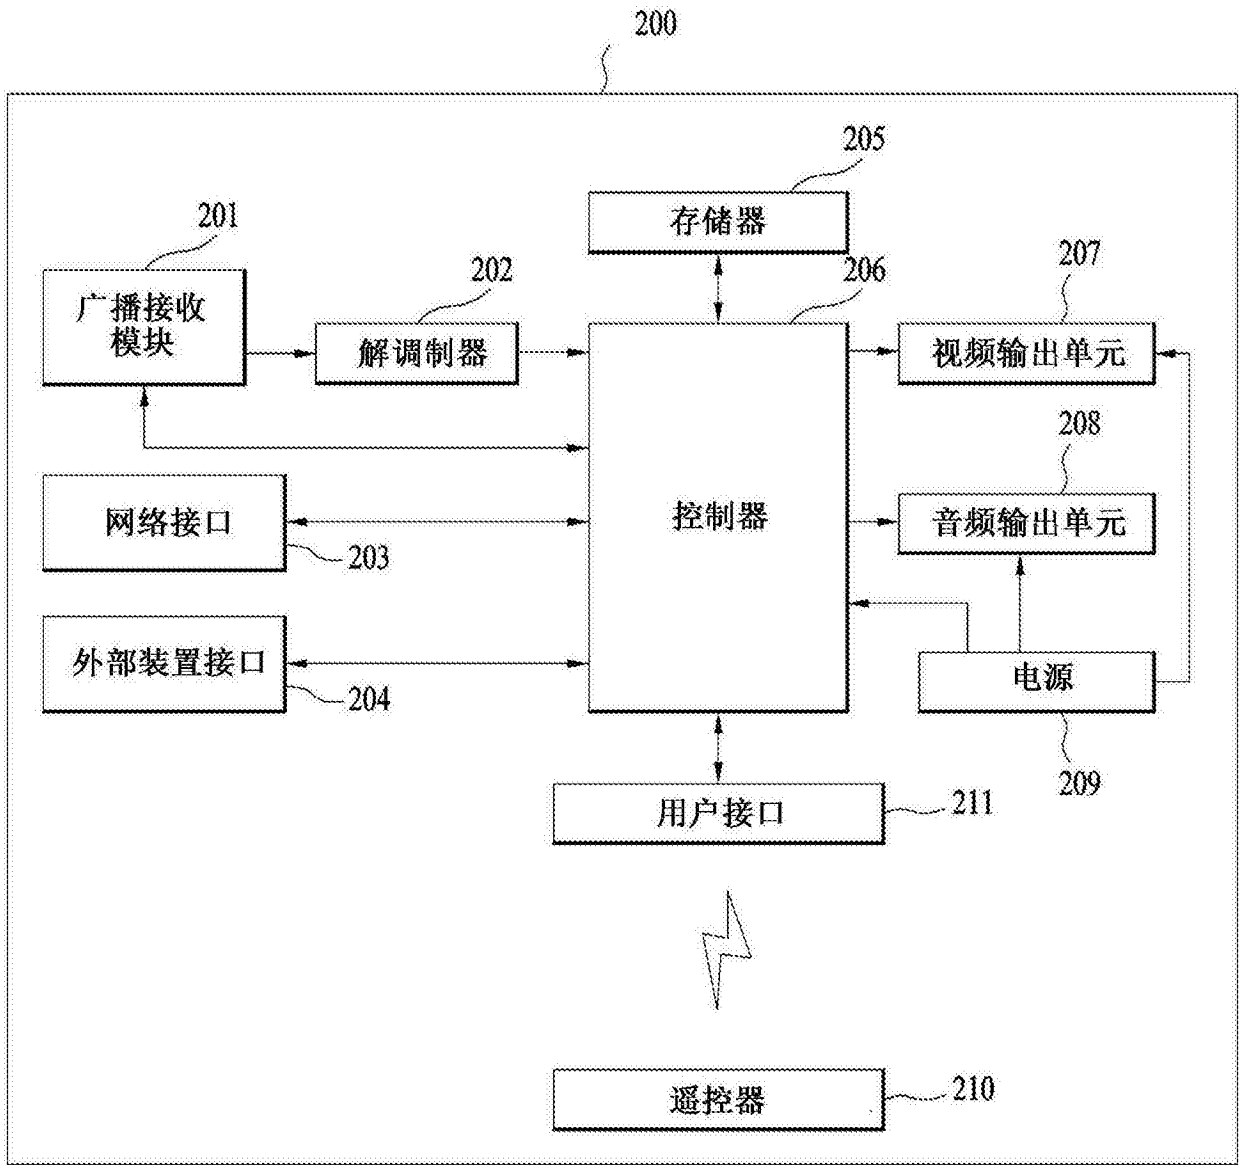 200
205
存储器
201
广播接收
模块
202
解调制器
206
控制器
207
视频输出单元
208
音频输出单元
网络接口
203
外部装置接口
204
电源
209
用户接口
211
遥控器
210